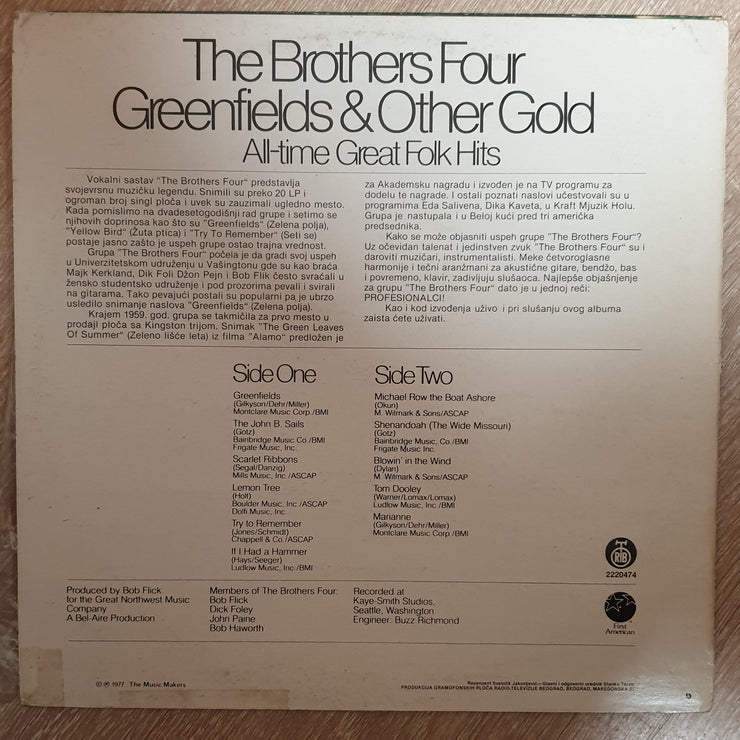 The Brothers Four
Greenfields & Other Gold
All-time Great Folk Hits
Vokalni sastav "The Brothers Four" predstavlja
svojevrsnu muzičku legendu. Snimili su preko 20 LP i
ogroman broj singl ploča i uvek su zauzimali ugledno mesto.
Kada pomislimo na dvadesetogodišnji rad grupe i setimo se
njihovih doprinosa kao što su "Greenfields" (Zelena polja),
"Yellow Bird" (Žuta ptica) i "Try To Remember" (Seti se)
postaje jasno zašto je uspeh grupe ostao trajna vrednost.
Grupa "The Brothers Four" počela je da gradi svoj uspeh
u Univerzitetskom udruženju u Vašingtonu gde su kao braća
Majk Kerkland, Dik Foli Džon Pejn i Bob Flik često svraćali u
žensko studentsko udruženje i pod prozorima pevali i svirali
na gitarama. Tako pevajući postali su popularni pa je ubrzo
usledilo snimanje naslova "Greenfields" (Zelena polja).
Krajem 1959. god. grupa se takmičila za prvo mesto u
prodaji ploča sa Kingston trijom. Snimak "The Green Leaves
Of Summer" (Zeleno lišće leta) iz filma "Alamo" predložen je
za Akademsku nagradu i izvođen je na TV programu za
dodelu te nagrade. I ostali poznati naslovi učestvovali su u
programima Eda Salivena, Dika Kaveta, u Kraft Mjuzik Holu.
Grupa je nastupala i u Beloj kući pred tri američka
predsednika.
Kako se može objasniti uspeh grupe "The Brothers Four"?
Uz očevidan talenat i jedinstven zvuk "The Brothers Four" su i
daroviti muzičari, instrumentalisti. Meke četvoroglasne
harmonije i tečni aranžmani za akustične gitare, bendžo, bas
i povremeno, klavir, zadivljuju slušaoca. Najlepše objašnjenje
za grupu "The Brothers Four" dato je u jednoj reči:
PROFESIONALCI!
Kao i kod izvođenja uživo i pri slušanju ovog albuma
zaista ćete uživati.
Side One
Greenfields
(Gilkyson/Dehr/Miller)
Montclare Music Corp./BMI
The John B. Sails
(Gotz)
Bainbridge Music Co./BMI
Frigate Music, Inc.
Scarlet Ribbons
(Segal/Danzig)
Mills Music, Inc./ASCAP
Lemon Tree
(Holt)
Boulder Music, Inc./ASCAP
Dolfi Music, Inc.
Try to Remember
(Jones/Schmidt)
Chappell & Co./ASCAP
If I Had a Hammer
(Hays/Seeger)
Ludlow Music, Inc./BMI
Side Two
Michael Row the Boat Ashore
(Okun)
M. Witmark & Sons/ASCAP
Shenandoah (The Wide Missouri)
(Gotz)
Bainbridge Music, Co./BMI
Frigate Music Inc.
Blowin' in the Wind
(Dylan)
M. Witmark & Sons/ASCAP
Tom Dooley
(Warner/Lomax/Lomax)
Ludlow Music, Inc./BMI
Marianne
(Gilkyson/Dehr/Miller)
Montclare Music Corp./BMI
RTB
2220474
Produced by Bob Flick
for the Great Northwest Music
Company
A Bel-Aire Production
Members of The Brothers Four:
Bob Flick
Dick Foley
John Paine
Bob Haworth
Recorded at
Kaye-Smith Studios,
Seattle, Washington
Engineer: Buzz Richmond
First
American
© ℗ 1977 The Music Makers
Recenzent Svetolik Jakovljević—Glavni i odgovorni urednik Stanko Terzić
PRODUKCIJA GRAMOFONSKIH PLOČA RADIO-TELEVIZIJE BEOGRAD, BEOGRAD, MAKEDONSKA 21